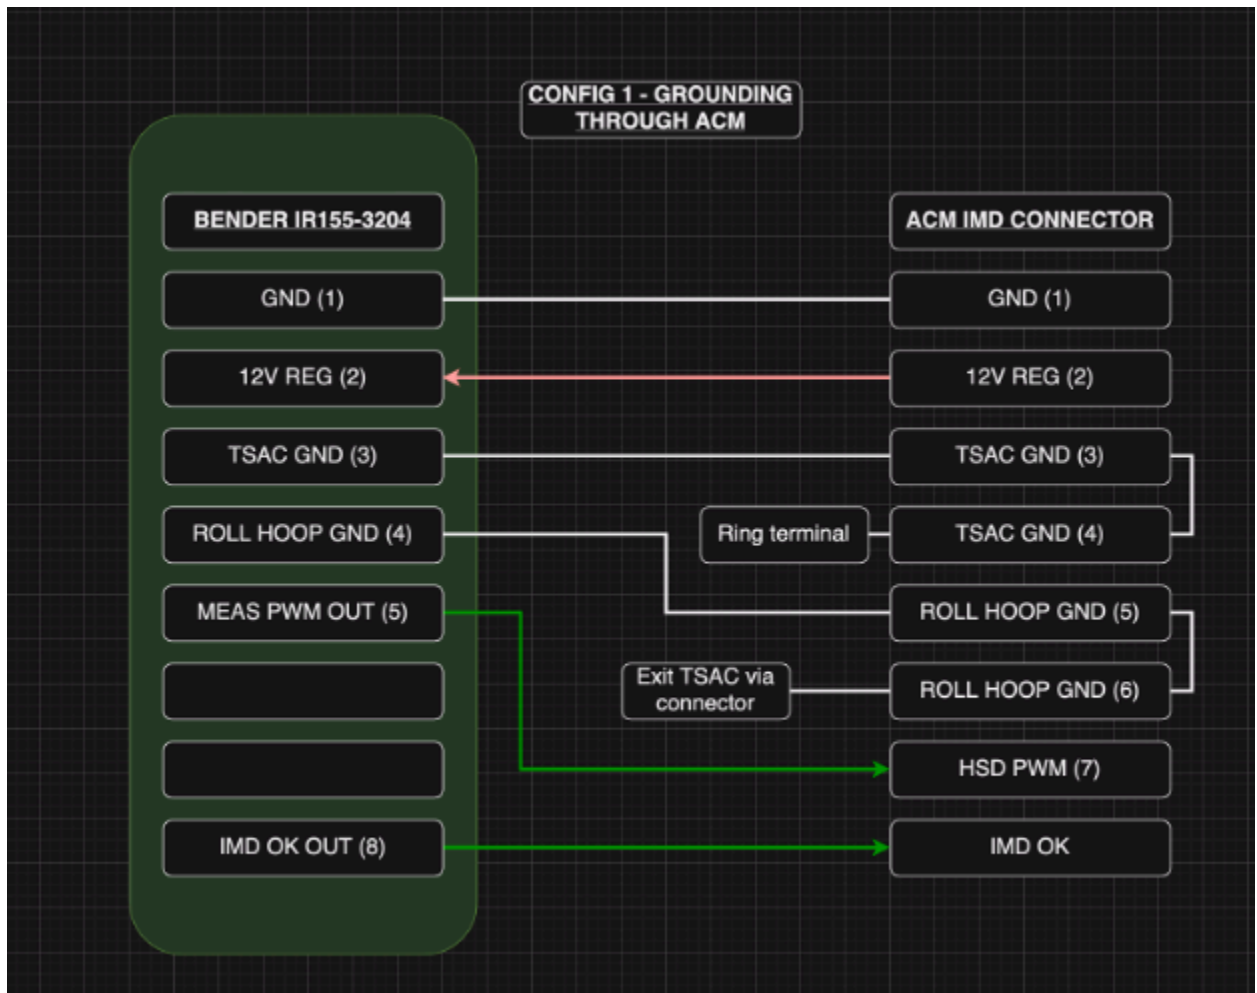 CONFIG 1 - GROUNDING
THROUGH ACM
BENDER IR155-3204
ACM IMD CONNECTOR
GND (1)
GND (1)
12V REG (2)
12V REG (2)
TSAC GND (3)
TSAC GND (3)
ROLL HOOP GND (4)
Ring terminal
TSAC GND (4)
MEAS PWM OUT (5)
ROLL HOOP GND (5)
Exit TSAC via
connector
ROLL HOOP GND (6)
HSD PWM (7)
IMD OK OUT (8)
IMD OK